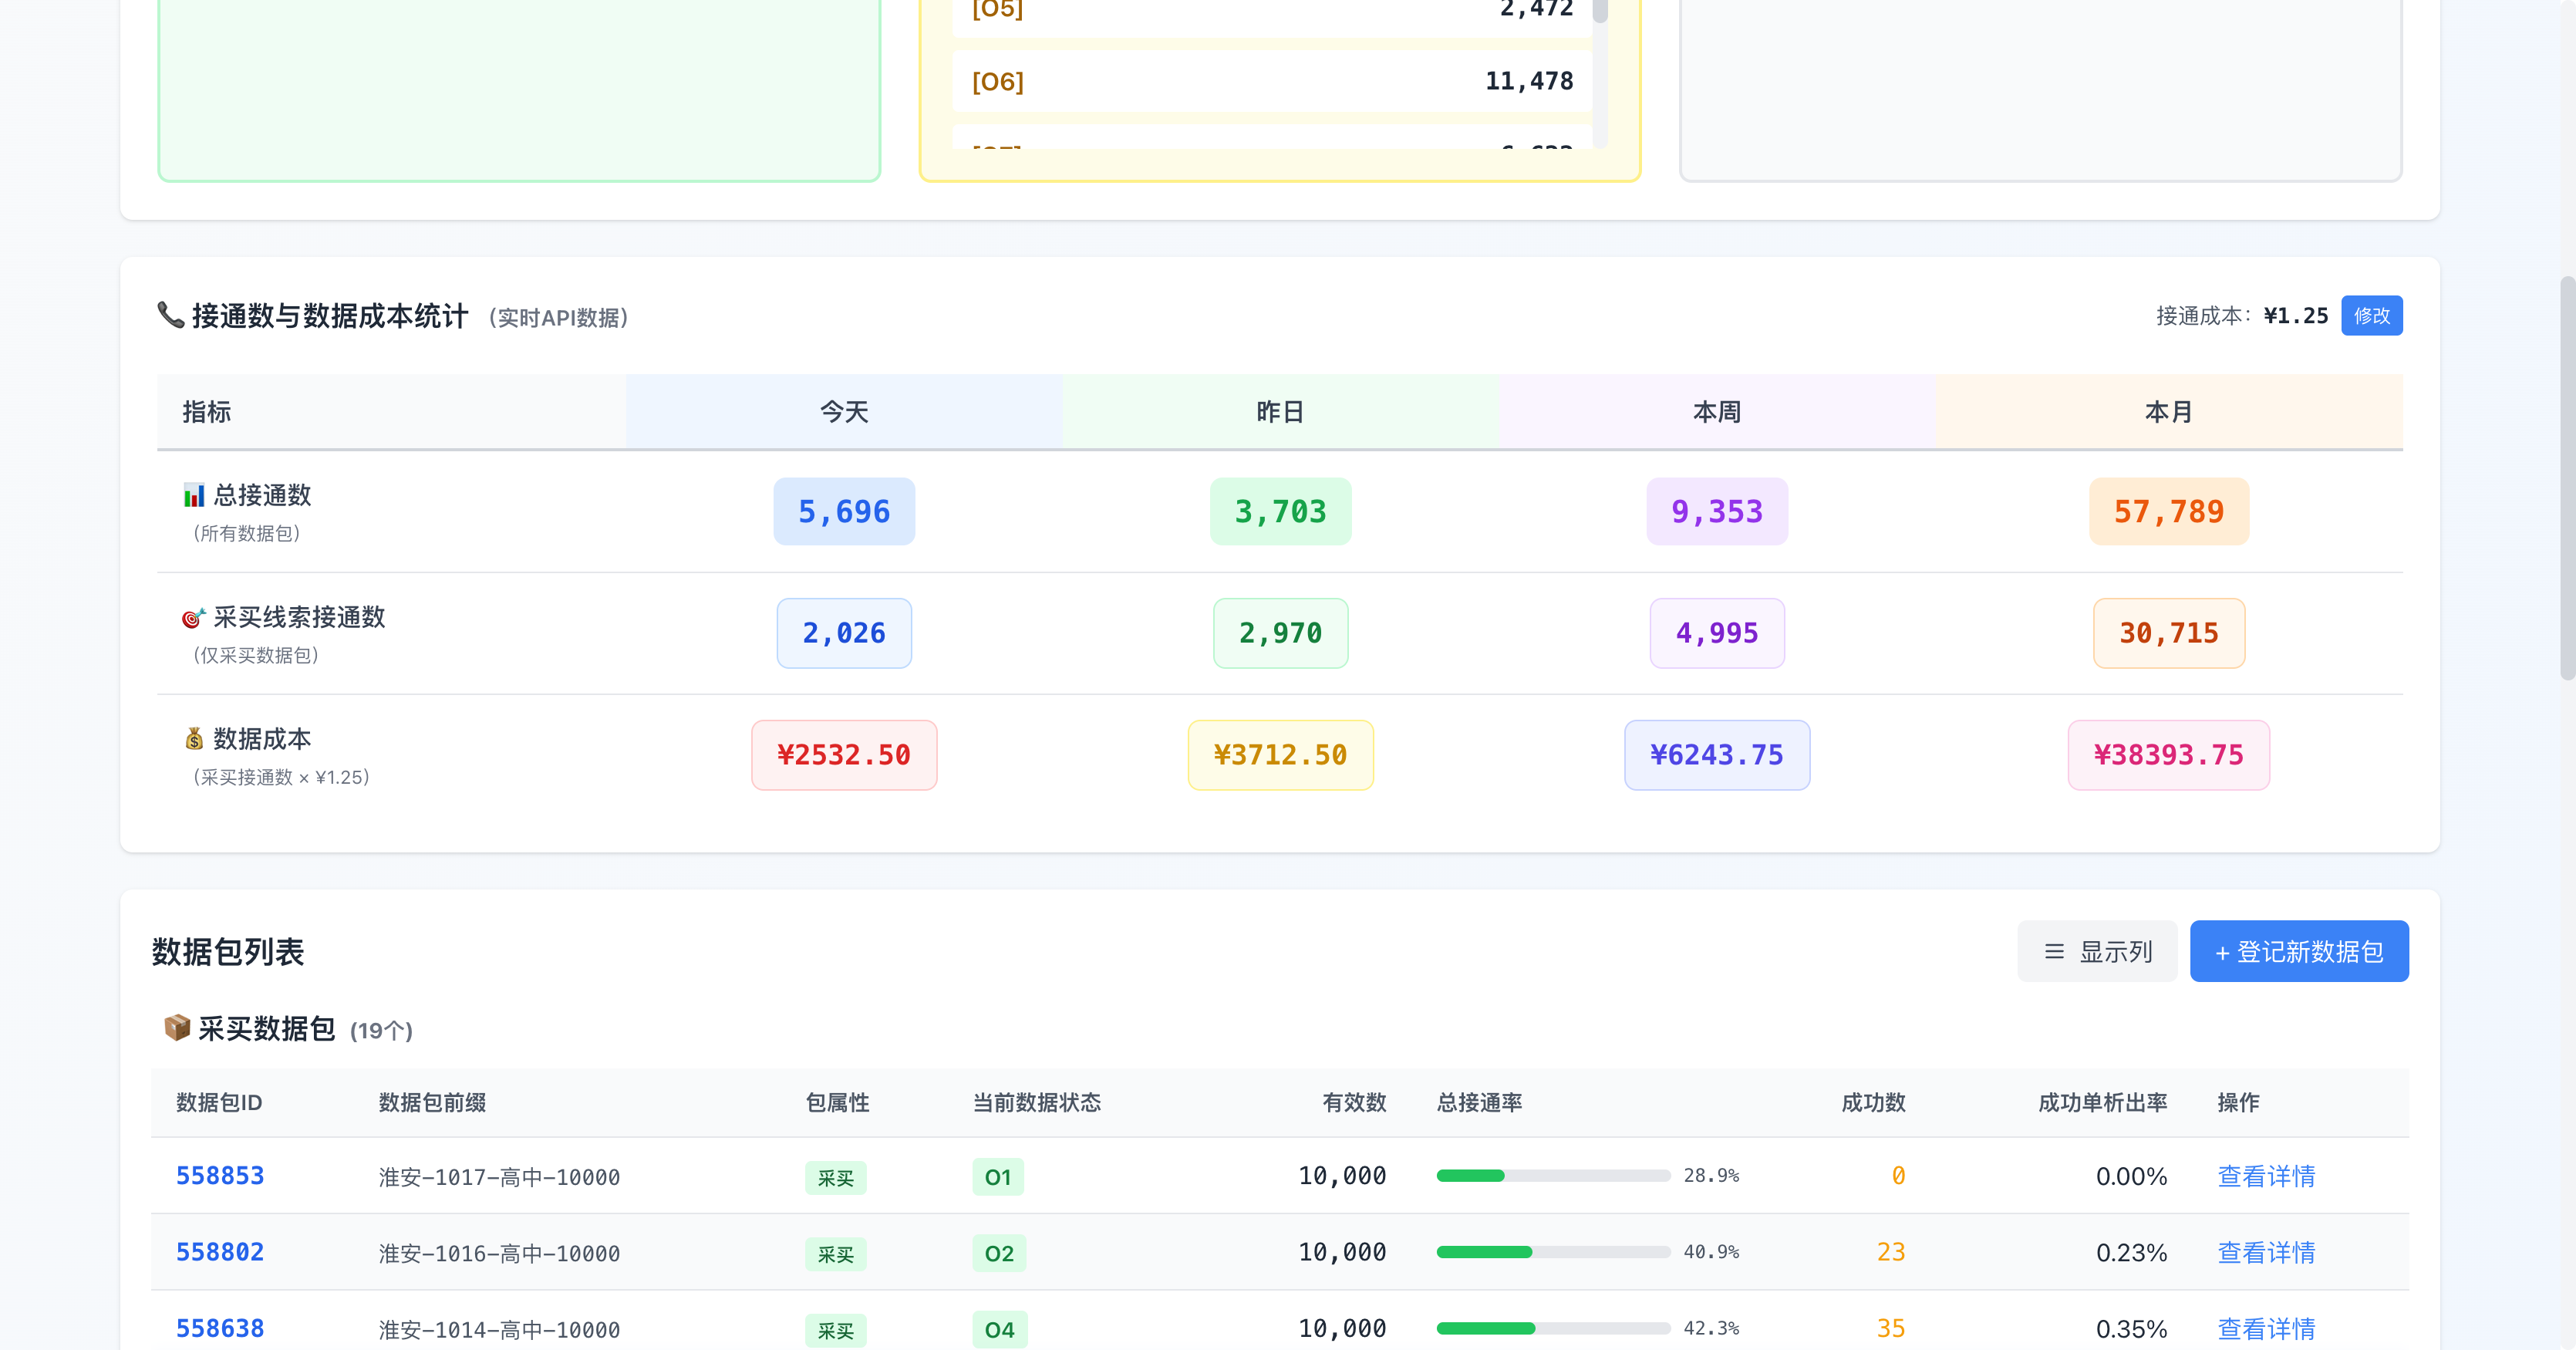 [O5] 2,472
[O6] 11,478
接通数与数据成本统计 (实时API数据) 接通成本: ¥1.25 修改
指标 今天 昨日 本周 本月
总接通数 5,696 3,703 9,353 57,789
(所有数据包)
采买线索接通数 2,026 2,970 4,995 30,715
(仅采买数据包)
数据成本 ¥2532.50 ¥3712.50 ¥6243.75 ¥38393.75
(采买接通数 × ¥1.25)
数据包列表 显示列 + 登记新数据包
采买数据包 (19个)
数据包ID 数据包前缀 包属性 当前数据状态 有效数 总接通率 成功数 成功单析出率 操作
558853 淮安-1017-高中-10000 采买 O1 10,000 28.9% 0 0.00% 查看详情
558802 淮安-1016-高中-10000 采买 O2 10,000 40.9% 23 0.23% 查看详情
558638 淮安-1014-高中-10000 采买 O4 10,000 42.3% 35 0.35% 查看详情